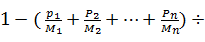 1 − ( p₁/M₁ + P₂/M₂ + ⋯ + Pₙ/Mₙ ) ÷